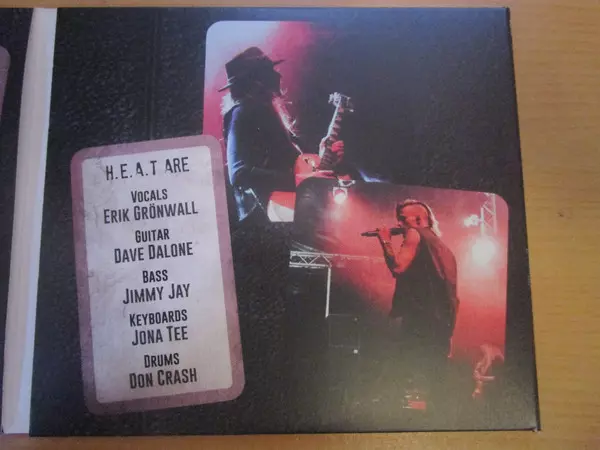 H.E.A.T ARE
VOCALS
ERIK GRÖNWALL
GUITAR
DAVE DALONE
BASS
JIMMY JAY
KEYBOARDS
JONA TEE
DRUMS
DON CRASH